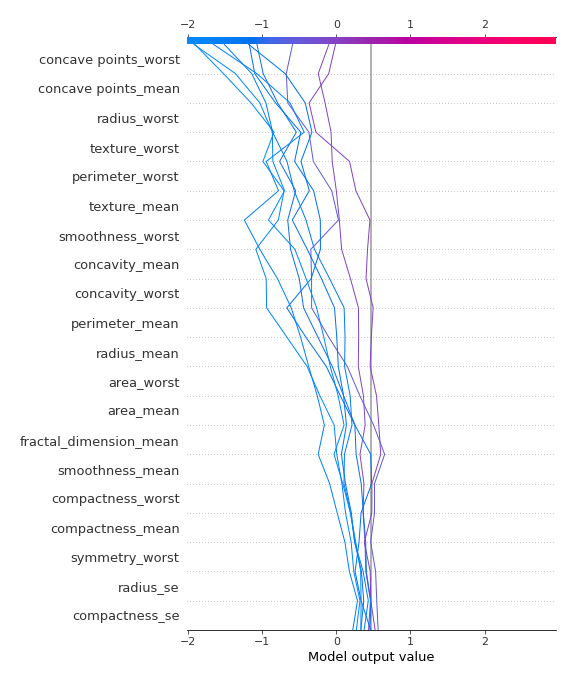 −2 −1 0 1 2
concave points_worst
concave points_mean
radius_worst
texture_worst
perimeter_worst
texture_mean
smoothness_worst
concavity_mean
concavity_worst
perimeter_mean
radius_mean
area_worst
area_mean
fractal_dimension_mean
smoothness_mean
compactness_worst
compactness_mean
symmetry_worst
radius_se
compactness_se
−2 −1 0 1 2
Model output value